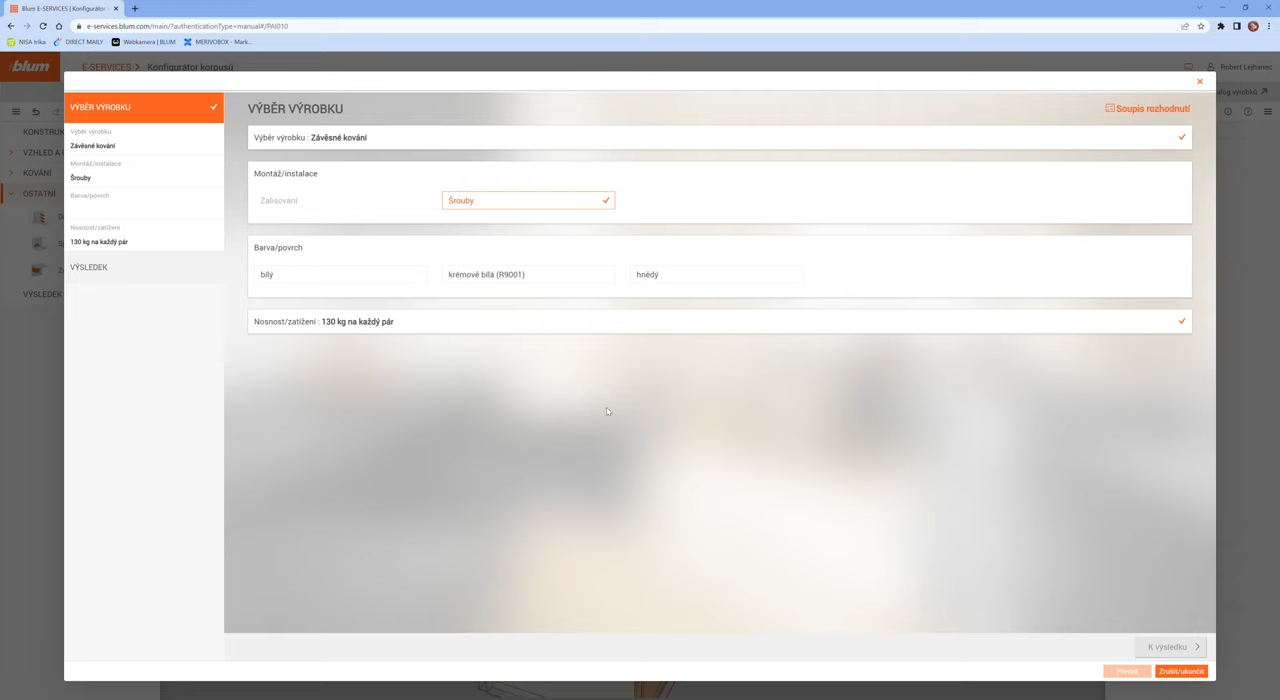 Blum E-SERVICES | Konfigurátor
e-services.blum.com/main/?authenticationType=manual#/PAI010
NISA trika
DIRECT MAILY
Webkamera | BLUM
MERIVOBOX - Mark...
blum
E-SERVICES
Konfigurátor korpusů
Robert Lejhanec
alog výrobků
VÝBĚR VÝROBKU
VÝBĚR VÝROBKU
Soupis rozhodnutí
KONSTRUK
Výběr výrobku
Závěsné kování
Výběr výrobku : Závěsné kování
VZHLED A
KOVÁNÍ
Montáž/instalace
Šrouby
Montáž/instalace
Zalisování
Šrouby
OSTATNÍ
Barva/povrch
Barva/povrch
bílý
krémově bílá (R9001)
hnědý
Nosnost/zatížení
130 kg na každý pár
VÝSLEDEK
VÝSLEDEK
Nosnost/zatížení : 130 kg na každý pár
K výsledku
Převzít
Zrušit/ukončit